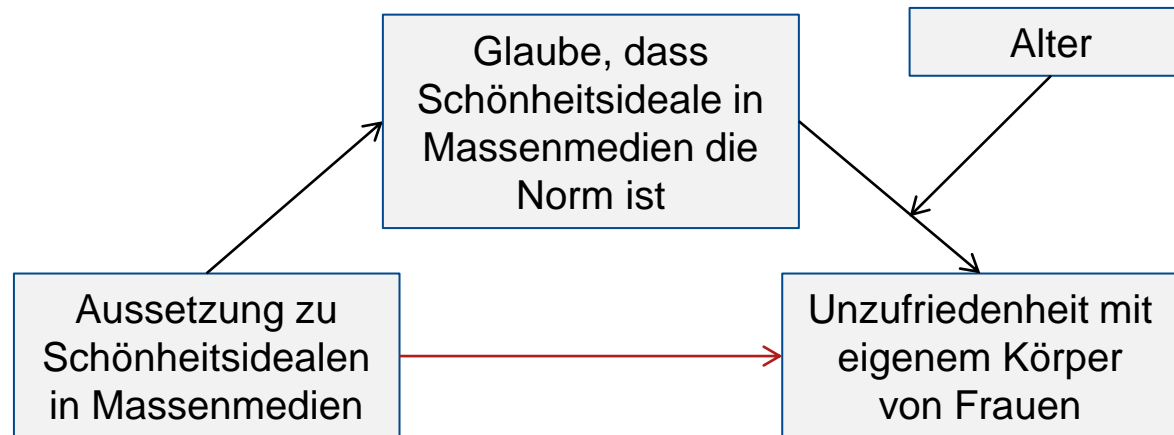 Glaube, dass
Schönheitsideale in
Massenmedien die
Norm ist
Alter
Aussetzung zu
Schönheitsidealen
in Massenmedien
Unzufriedenheit mit
eigenem Körper
von Frauen